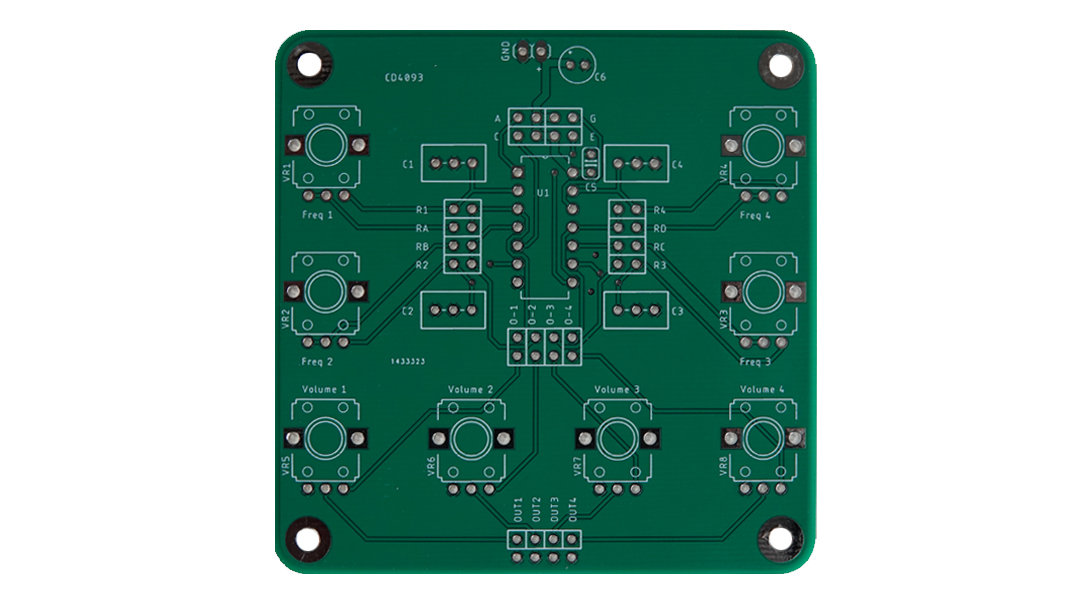 GND
+
+
C6
CD4093
A
G
C
E
VR1
C1
C4
VR4
U1
C5
Freq 1
R1
R4
Freq 4
RA
RD
RB
RC
R2
R3
VR2
C2
O-1
O-2
O-3
O-4
C3
VR3
Freq 2
1433323
Freq 3
Volume 1
Volume 2
Volume 3
Volume 4
VR5
VR6
VR7
VR8
OUT1
OUT2
OUT3
OUT4